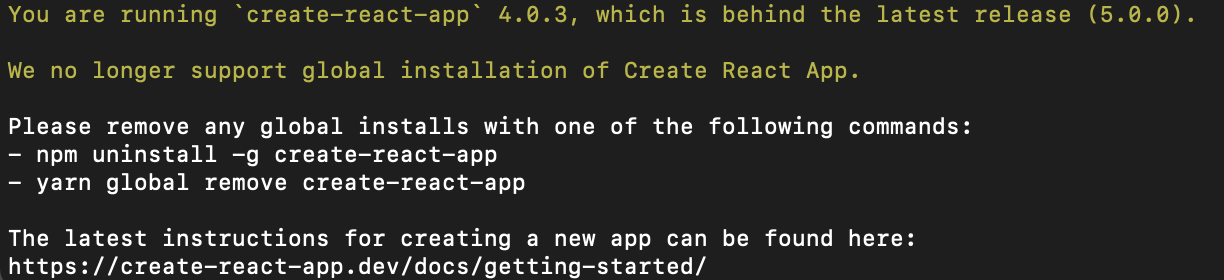 You are running `create-react-app` 4.0.3, which is behind the latest release (5.0.0).
We no longer support global installation of Create React App.
Please remove any global installs with one of the following commands:
- npm uninstall -g create-react-app
- yarn global remove create-react-app
The latest instructions for creating a new app can be found here:
https://create-react-app.dev/docs/getting-started/